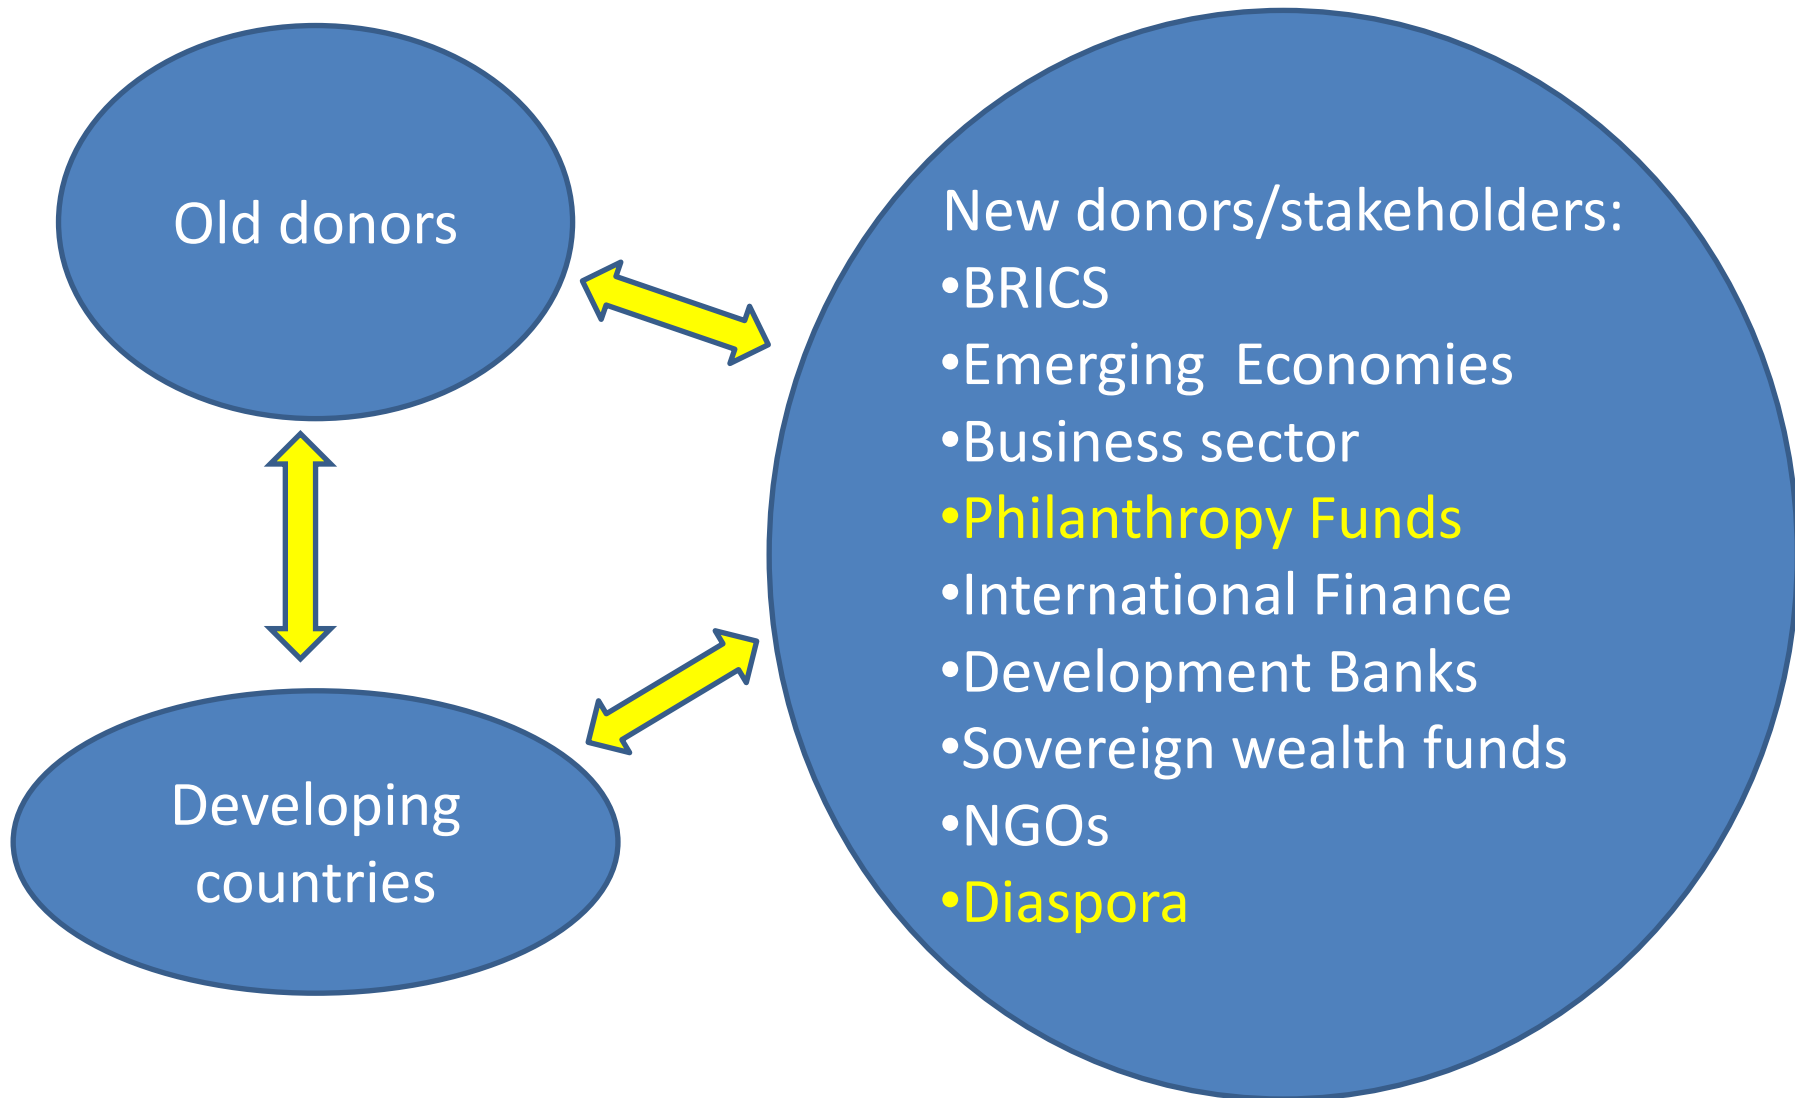 Old donors
Developing
countries
New donors/stakeholders:
•BRICS
•Emerging  Economies
•Business sector
•Philanthropy Funds
•International Finance
•Development Banks
•Sovereign wealth funds
•NGOs
•Diaspora